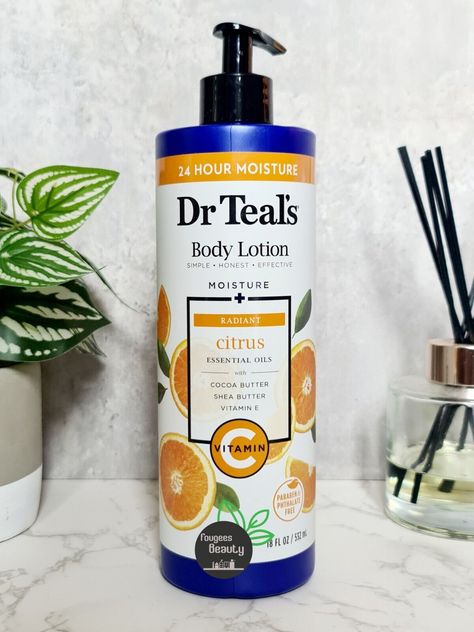 24 HOUR MOISTURE
Dr Teal's
Body Lotion
SIMPLE • HONEST • EFFECTIVE
MOISTURE
+
RADIANT
citrus
ESSENTIAL OILS
with
COCOA BUTTER
SHEA BUTTER
VITAMIN E
C
VITAMIN
PARABEN &
PHTHALATE
FREE
18 FL OZ / 532 mL
fougees
Beauty